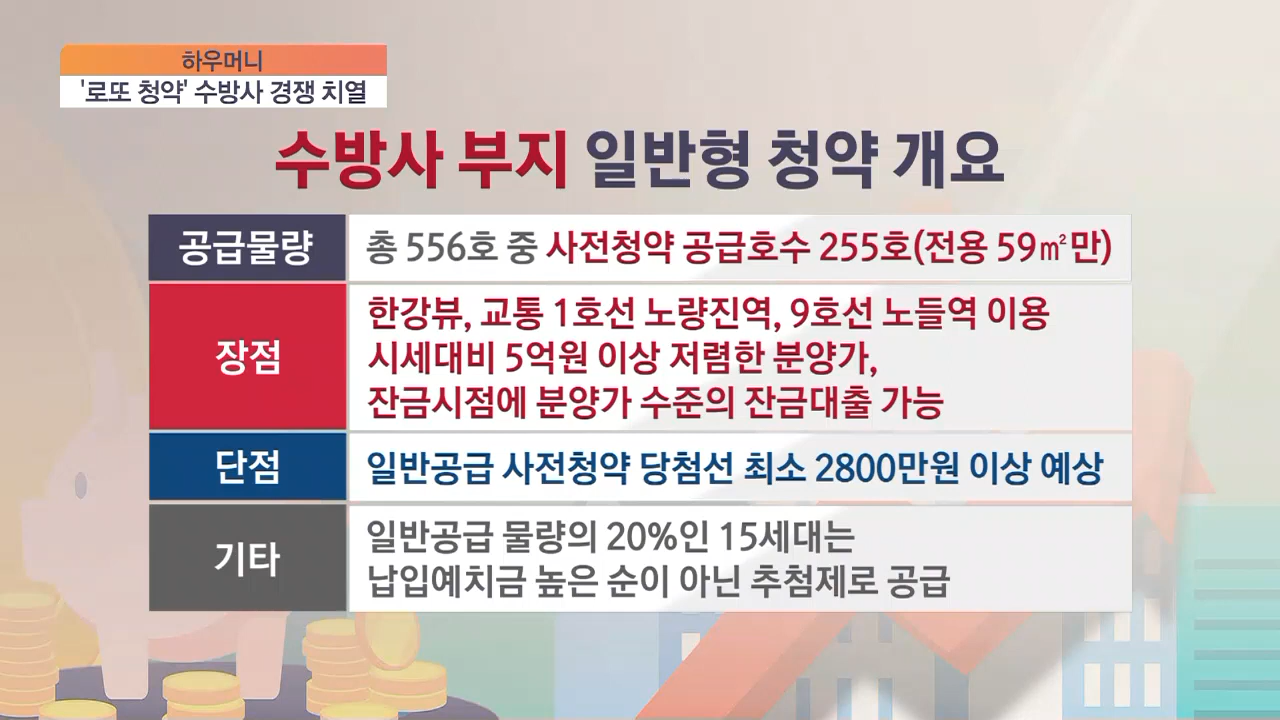 하우머니
'로또 청약' 수방사 경쟁 치열
수방사 부지 일반형 청약 개요
공급물량
총 556호 중 사전청약 공급호수 255호(전용 59㎡만)
장점
한강뷰, 교통 1호선 노량진역, 9호선 노들역 이용
시세대비 5억원 이상 저렴한 분양가,
잔금시점에 분양가 수준의 잔금대출 가능
단점
일반공급 사전청약 당첨선 최소 2800만원 이상 예상
기타
일반공급 물량의 20%인 15세대는
납입예치금 높은 순이 아닌 추첨제로 공급